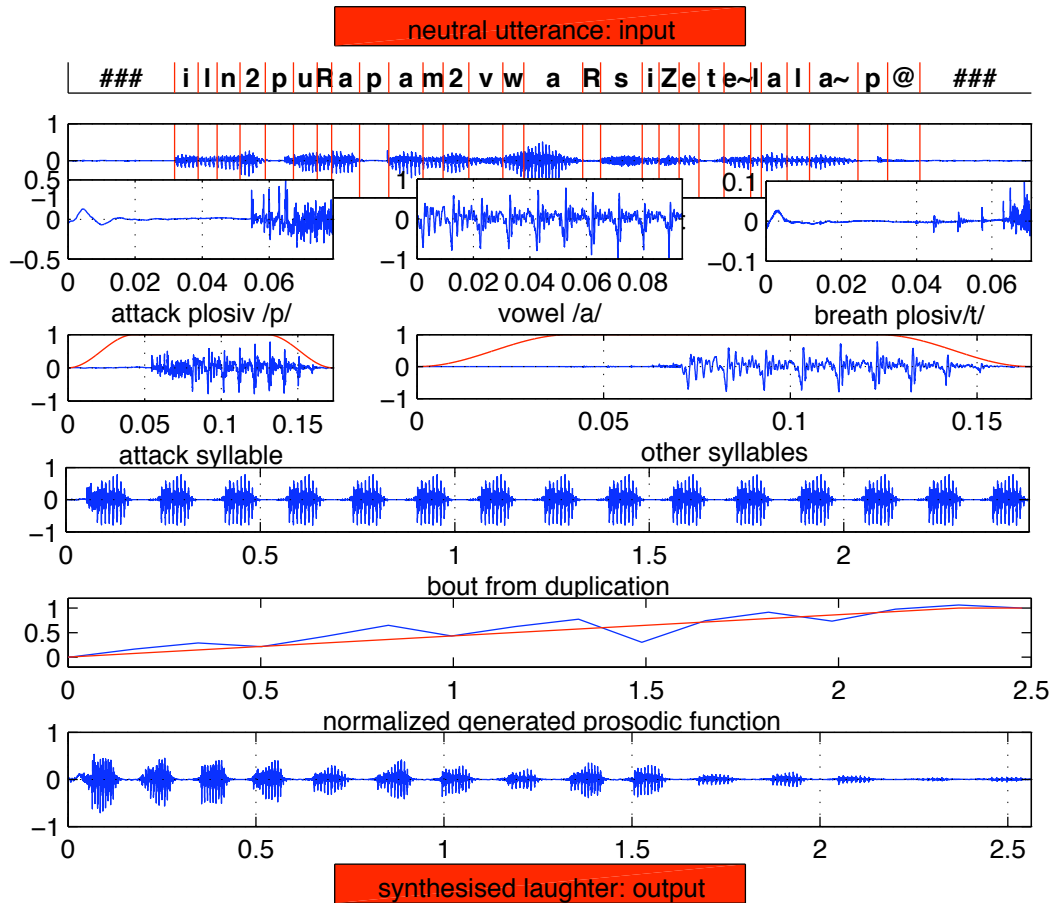 neutral utterance: input
### i l n 2 p u R a p a m 2 v w a R s i Z e t e~ l a l a~ p @ ###
1
0
−1
0.5
0
−0.5
0 0.02 0.04 0.06
attack plosiv /p/
1
0
−1
0 0.02 0.04 0.06 0.08
vowel /a/
0.1
0
−0.1
0 0.02 0.04 0.06
breath plosiv/t/
1
0
−1
0 0.05 0.1 0.15
attack syllable
1
0
−1
0 0.05 0.1 0.15
other syllables
1
0
−1
0 0.5 1 1.5 2
bout from duplication
1
0.5
0
0 0.5 1 1.5 2 2.5
normalized generated prosodic function
1
0
−1
0 0.5 1 1.5 2 2.5
synthesised laughter: output